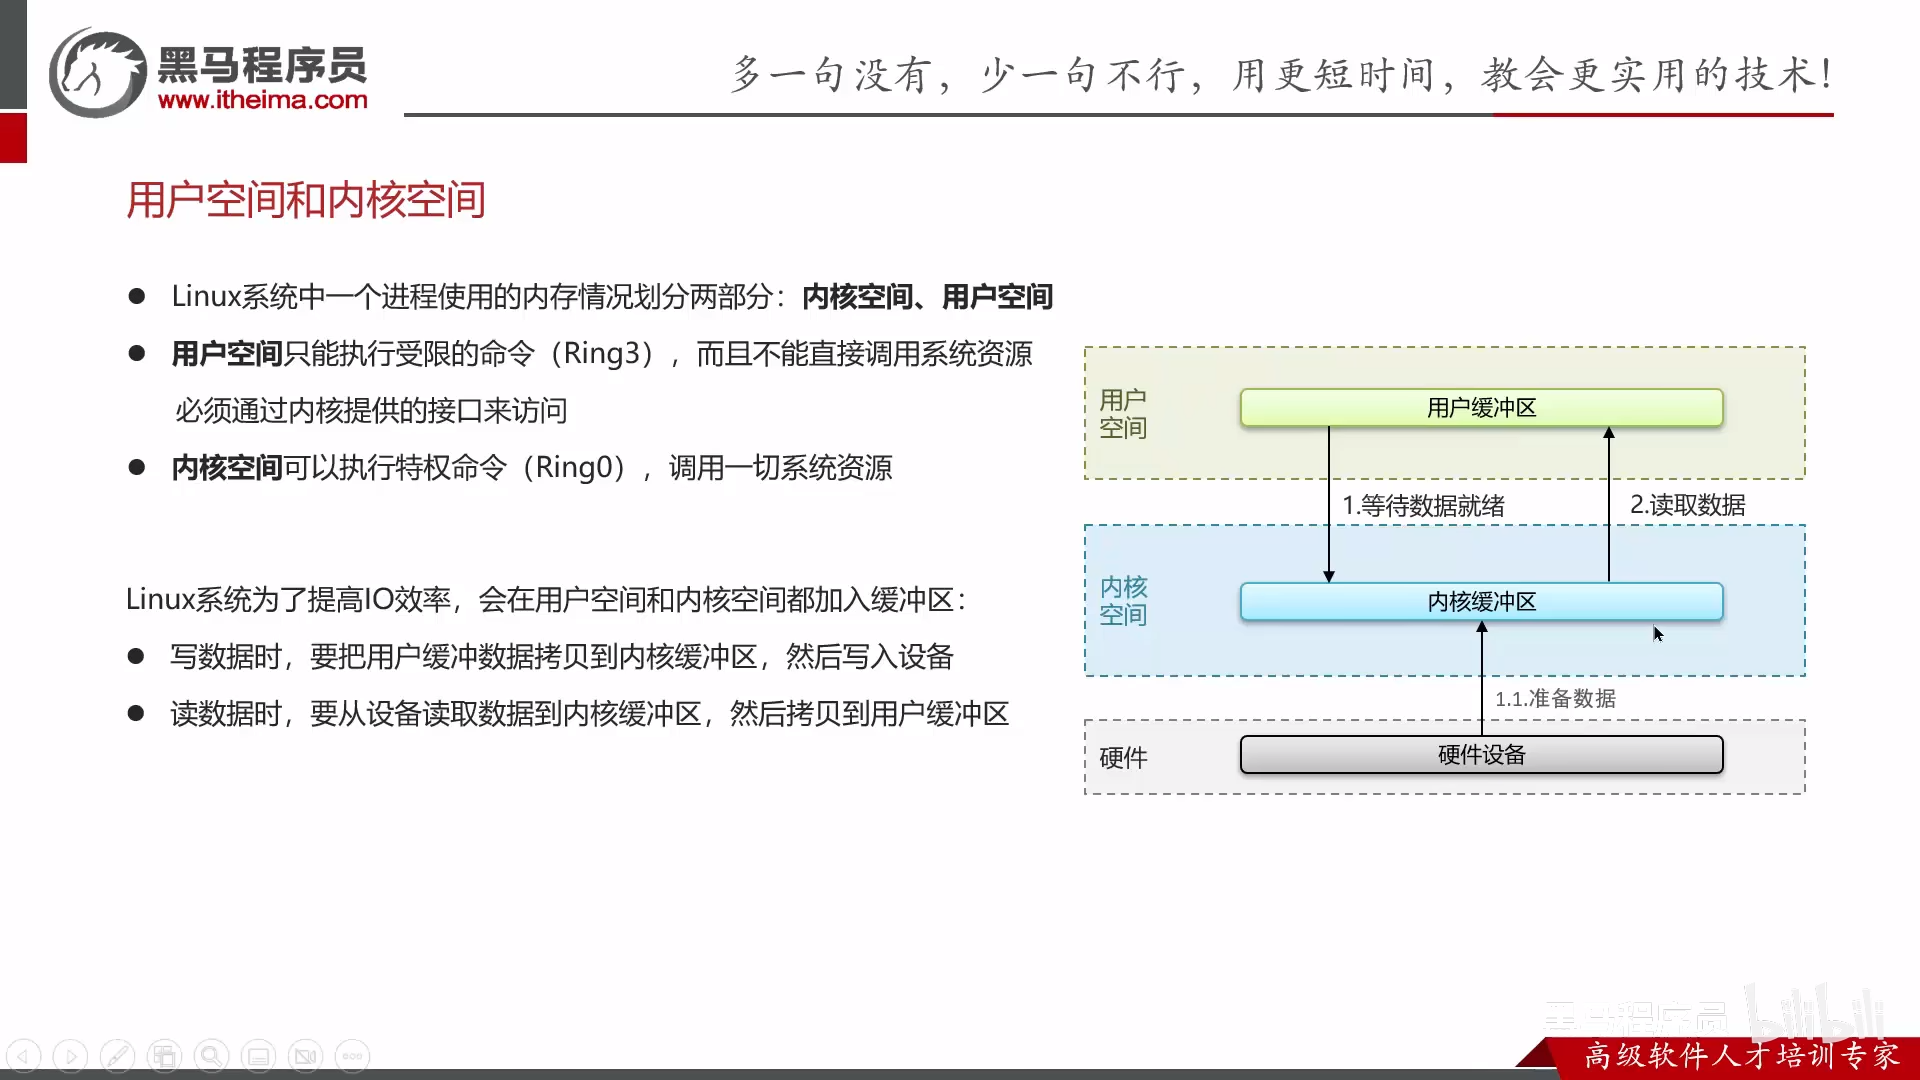 黑马程序员
www.itheima.com
多一句没有，少一句不行，用更短时间，教会更实用的技术！
用户空间和内核空间
Linux系统中一个进程使用的内存情况划分两部分：内核空间、用户空间
用户空间只能执行受限的命令（Ring3），而且不能直接调用系统资源
必须通过内核提供的接口来访问
内核空间可以执行特权命令（Ring0），调用一切系统资源
Linux系统为了提高IO效率，会在用户空间和内核空间都加入缓冲区：
写数据时，要把用户缓冲数据拷贝到内核缓冲区，然后写入设备
读数据时，要从设备读取数据到内核缓冲区，然后拷贝到用户缓冲区
用户
空间
用户缓冲区
1.等待数据就绪
2.读取数据
内核
空间
内核缓冲区
1.1.准备数据
硬件
硬件设备
黑马程序员
bilibili
高级软件人才培训专家